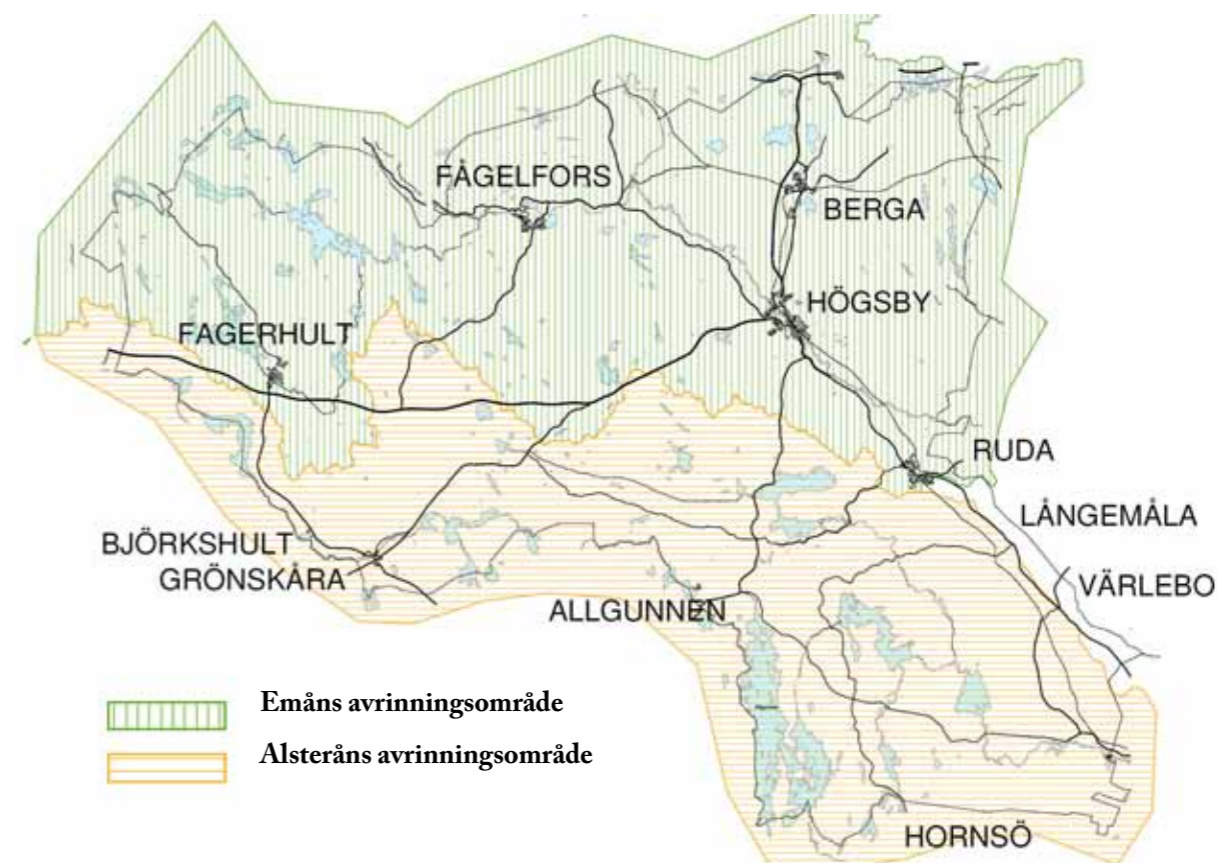 FÅGELFORS
BERGA
HÖGSBY
FAGERHULT
RUDA
LÅNGEMÅLA
BJÖRKSHULT
GRÖNSKÅRA
VÄRLEBO
ALLGUNNEN
Emåns avrinningsområde
Alsteråns avrinningsområde
HORNSÖ